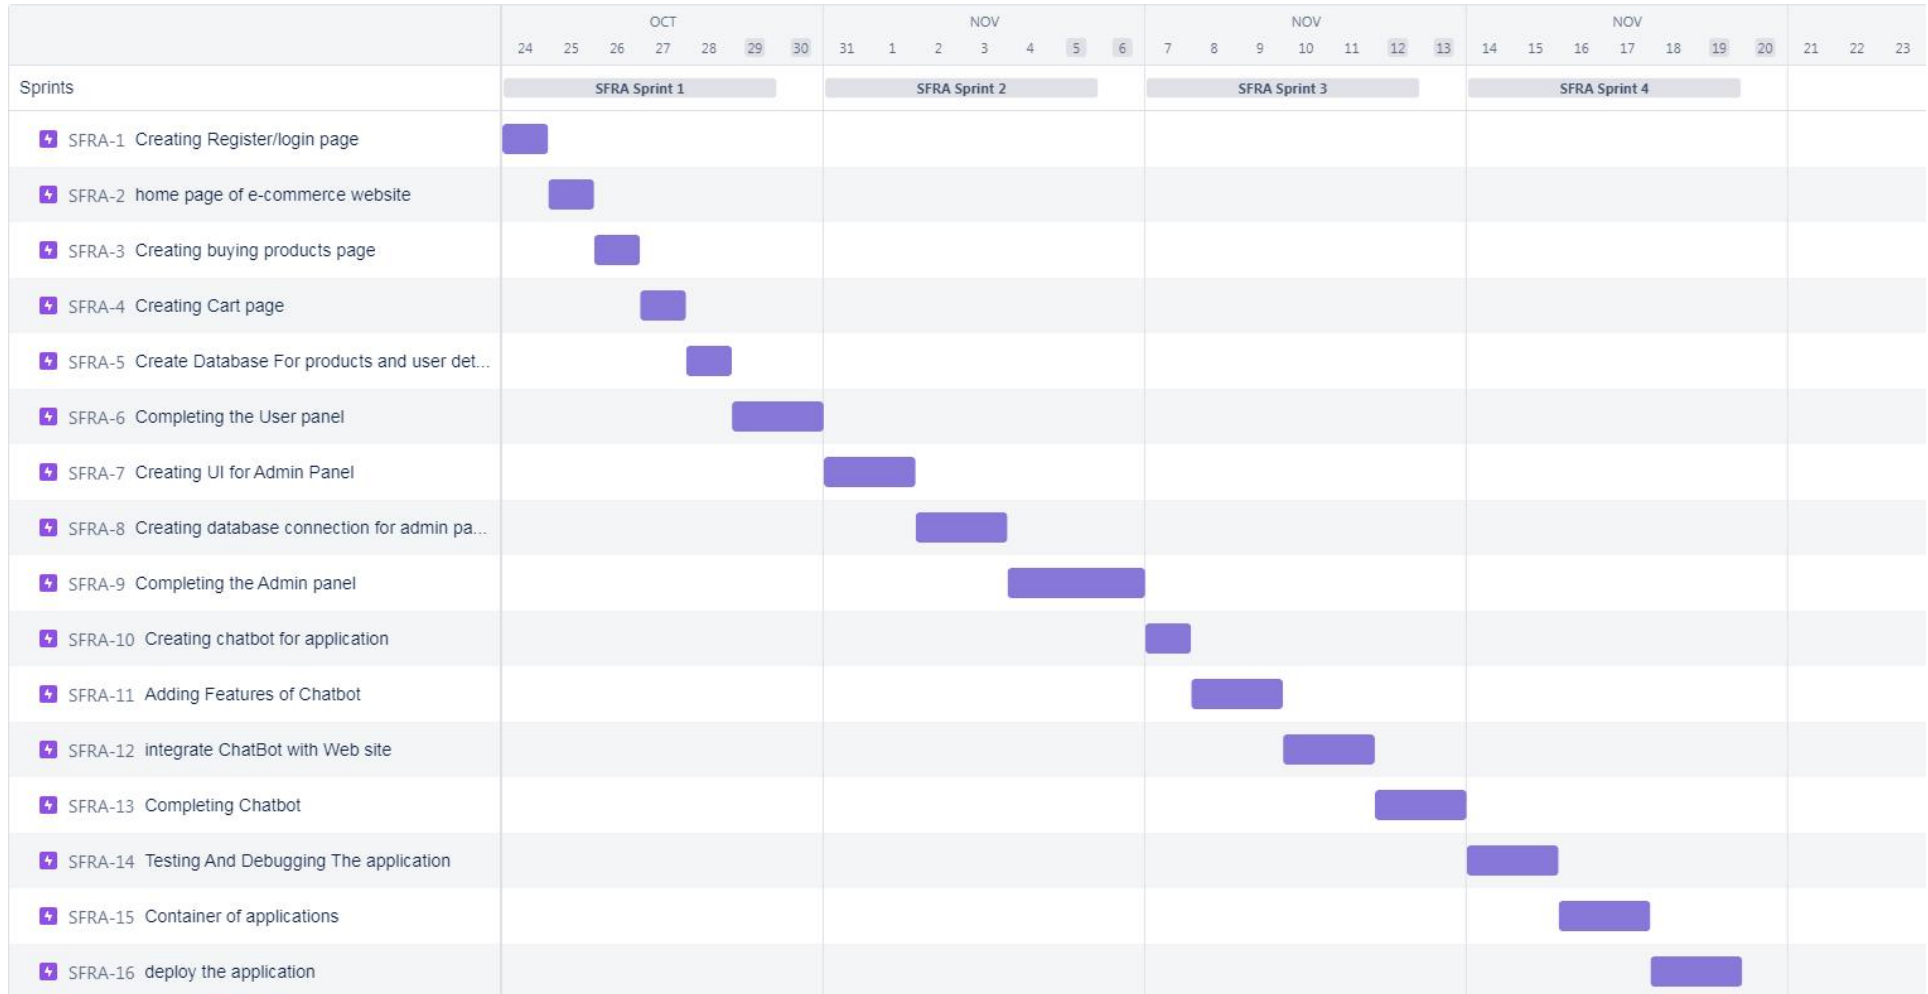 OCT NOV NOV NOV
24 25 26 27 28 29 30 31 1 2 3 4 5 6 7 8 9 10 11 12 13 14 15 16 17 18 19 20 21 22 23
Sprints SFRA Sprint 1 SFRA Sprint 2 SFRA Sprint 3 SFRA Sprint 4
SFRA-1 Creating Register/login page
SFRA-2 home page of e-commerce website
SFRA-3 Creating buying products page
SFRA-4 Creating Cart page
SFRA-5 Create Database For products and user det...
SFRA-6 Completing the User panel
SFRA-7 Creating UI for Admin Panel
SFRA-8 Creating database connection for admin pa...
SFRA-9 Completing the Admin panel
SFRA-10 Creating chatbot for application
SFRA-11 Adding Features of Chatbot
SFRA-12 integrate ChatBot with Web site
SFRA-13 Completing Chatbot
SFRA-14 Testing And Debugging The application
SFRA-15 Container of applications
SFRA-16 deploy the application